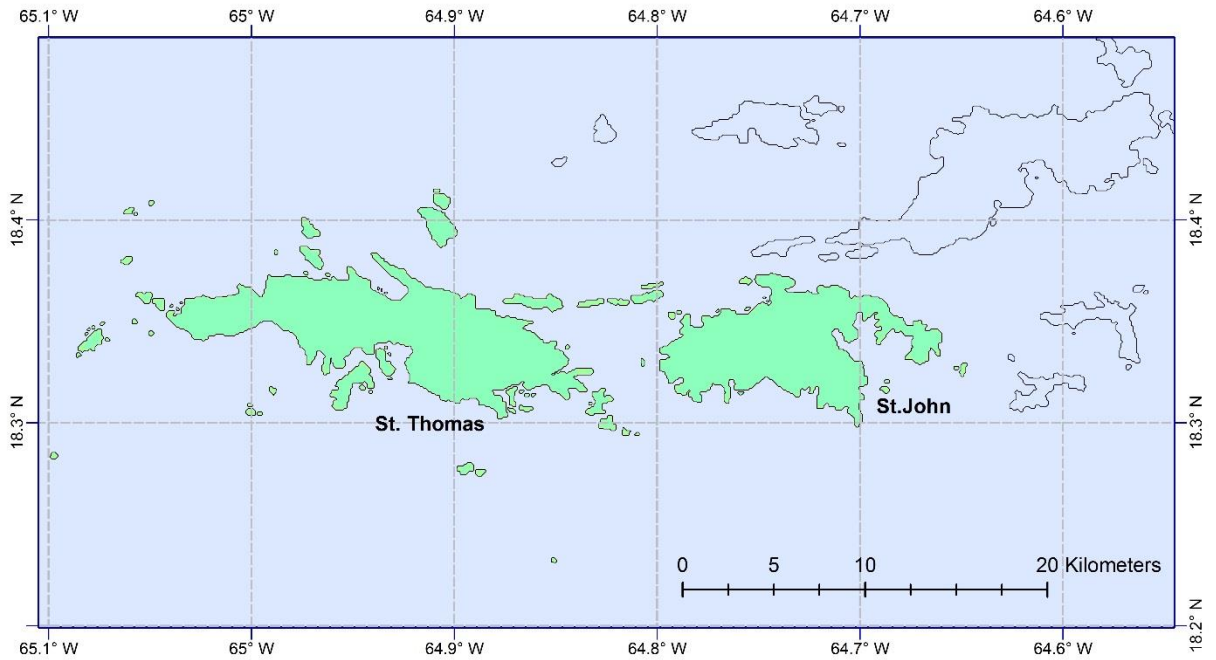 65.1° W 65° W 64.9° W 64.8° W 64.7° W 64.6° W
18.4° N 18.4° N
18.3° N 18.3° N
St. Thomas
St.John
0 5 10 20 Kilometers
18.2° N
65.1° W 65° W 64.9° W 64.8° W 64.7° W 64.6° W